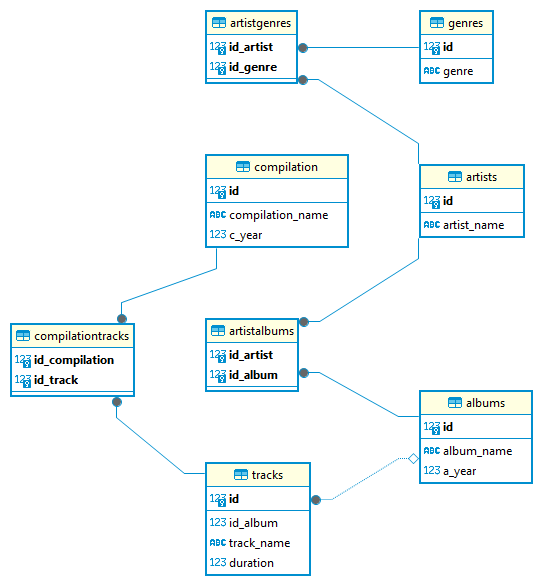 artistgenres
123 id_artist
123 id_genre
genres
123 id
ABC genre
compilation
123 id
ABC compilation_name
123 c_year
artists
123 id
ABC artist_name
compilationtracks
123 id_compilation
123 id_track
artistalbums
123 id_artist
123 id_album
albums
123 id
ABC album_name
123 a_year
tracks
123 id
123 id_album
ABC track_name
123 duration